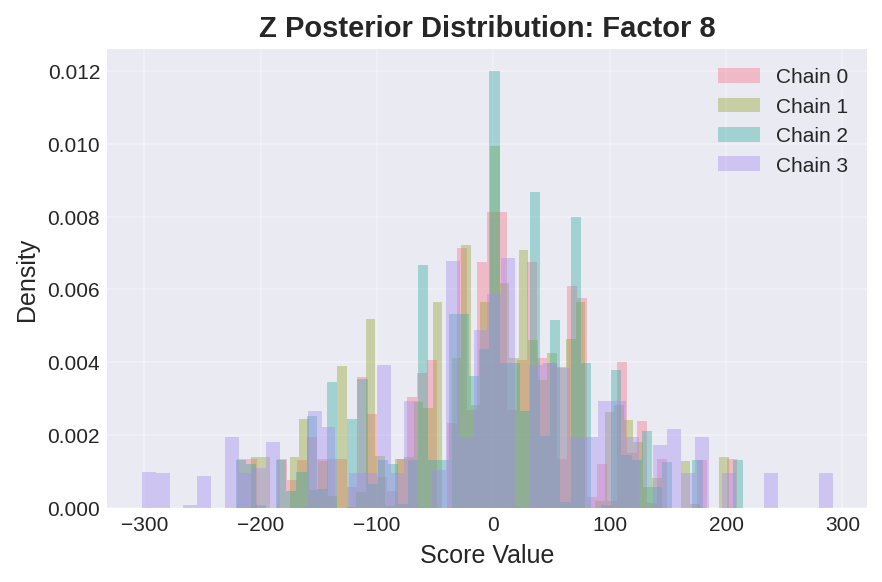 Z Posterior Distribution: Factor 8
Chain 0
Chain 1
Chain 2
Chain 3
0.012
0.010
0.008
0.006
0.004
0.002
0.000
Density
−300
−200
−100
0
100
200
300
Score Value